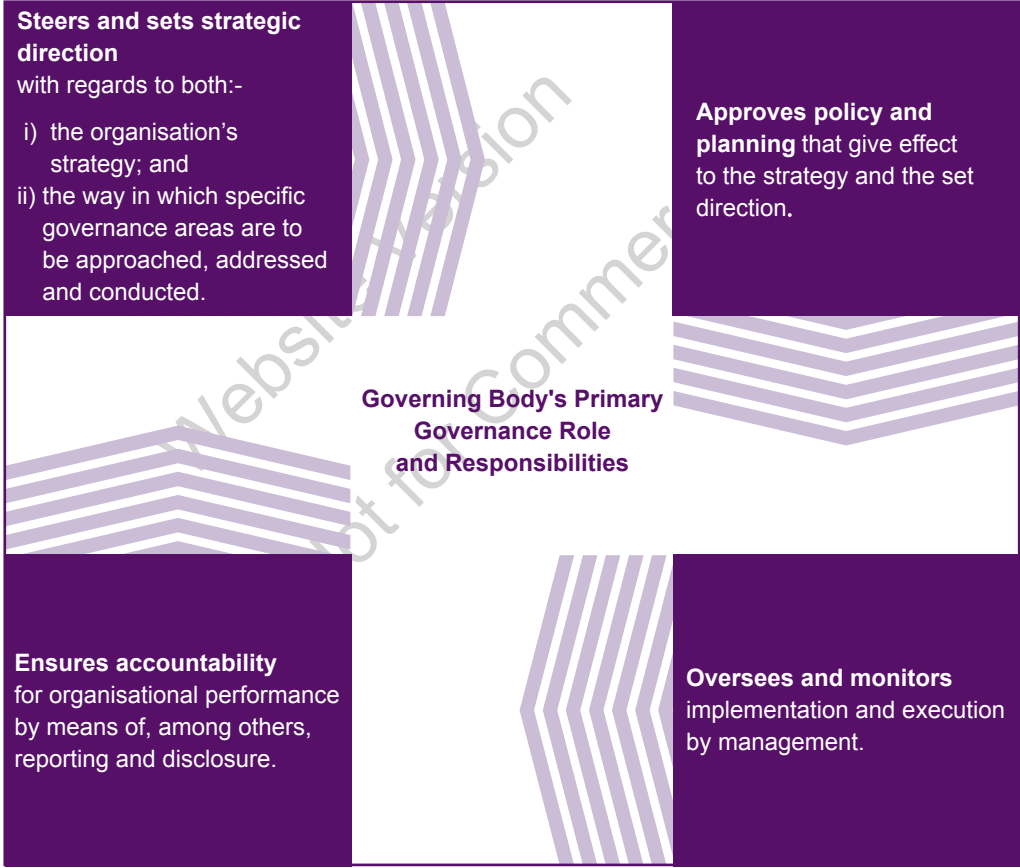 Steers and sets strategic
direction
with regards to both:-
i) the organisation's
strategy; and
ii) the way in which specific
governance areas are to
be approached, addressed
and conducted.
Approves policy and
planning that give effect
to the strategy and the set
direction.
Governing Body's Primary
Governance Role
and Responsibilities
Ensures accountability
for organisational performance
by means of, among others,
reporting and disclosure.
Oversees and monitors
implementation and execution
by management.
Website Version
for